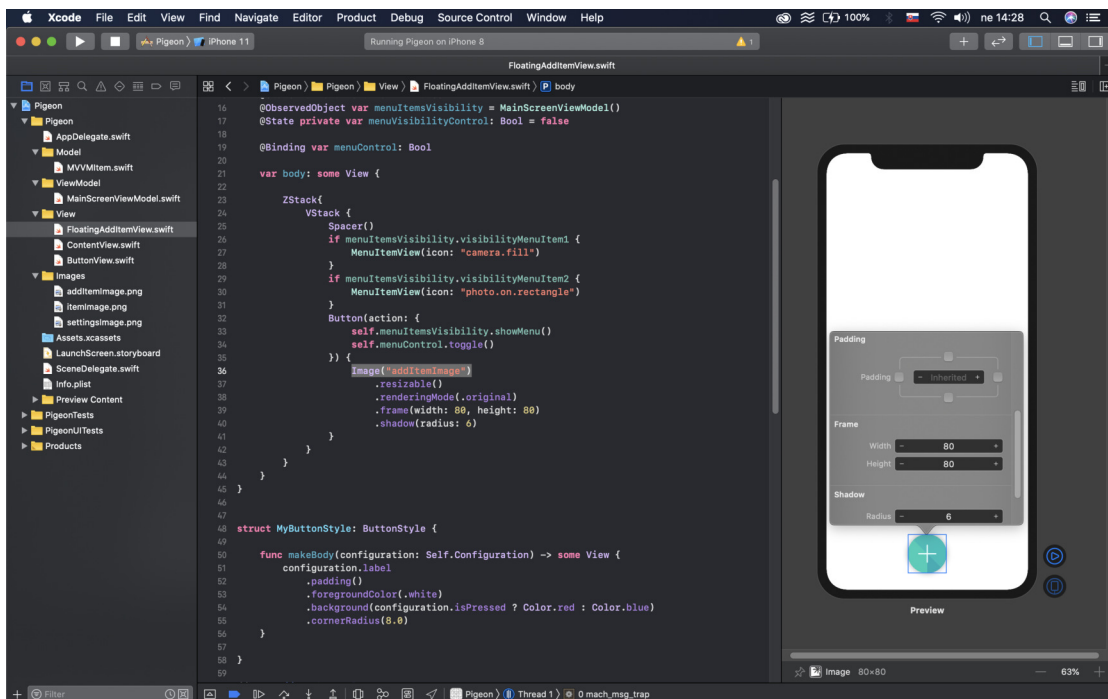 Xcode File Edit View Find Navigate Editor Product Debug Source Control Window Help 100% ne 14:28
Pigeon iPhone 11 Running Pigeon on iPhone 8 1
FloatingAddItemView.swift
Pigeon Pigeon View FloatingAddItemView.swift P body
Pigeon
Pigeon
AppDelegate.swift
Model
MVVMItem.swift
ViewModel
MainScreenViewModel.swift
View
FloatingAddItemView.swift
ContentView.swift
ButtonView.swift
Images
addItemImage.png
itemImage.png
settingsImage.png
Assets.xcassets
LaunchScreen.storyboard
SceneDelegate.swift
Info.plist
Preview Content
PigeonTests
PigeonUITests
Products
Filter
16 @ObservedObject var menuItemsVisibility = MainScreenViewModel()
17 @State private var menuVisibilityControl: Bool = false
18
19 @Binding var menuControl: Bool
20
21 var body: some View {
22
23 ZStack{
24 VStack {
25 Spacer()
26 if menuItemsVisibility.visibilityMenuItem1 {
27 MenuItemView(icon: "camera.fill")
28 }
29 if menuItemsVisibility.visibilityMenuItem2 {
30 MenuItemView(icon: "photo.on.rectangle")
31 }
32 Button(action: {
33 self.menuItemsVisibility.showMenu()
34 self.menuControl.toggle()
35 }) {
36 Image("addItemImage")
37 .resizable()
38 .renderingMode(.original)
39 .frame(width: 80, height: 80)
40 .shadow(radius: 6)
41 }
42 }
43 }
44 }
45 }
46
47
48 struct MyButtonStyle: ButtonStyle {
49
50 func makeBody(configuration: Self.Configuration) -> some View {
51 configuration.label
52 .padding()
53 .foregroundColor(.white)
54 .background(configuration.isPressed ? Color.red : Color.blue)
55 .cornerRadius(8.0)
56 }
57
58 }
59
Pigeon Thread 1 0 mach_msg_trap
Padding
Padding - Inherited +
Frame
Width - 80 +
Height - 80 +
Shadow
Radius - 6 +
Preview
Image 80×80 — 63% +